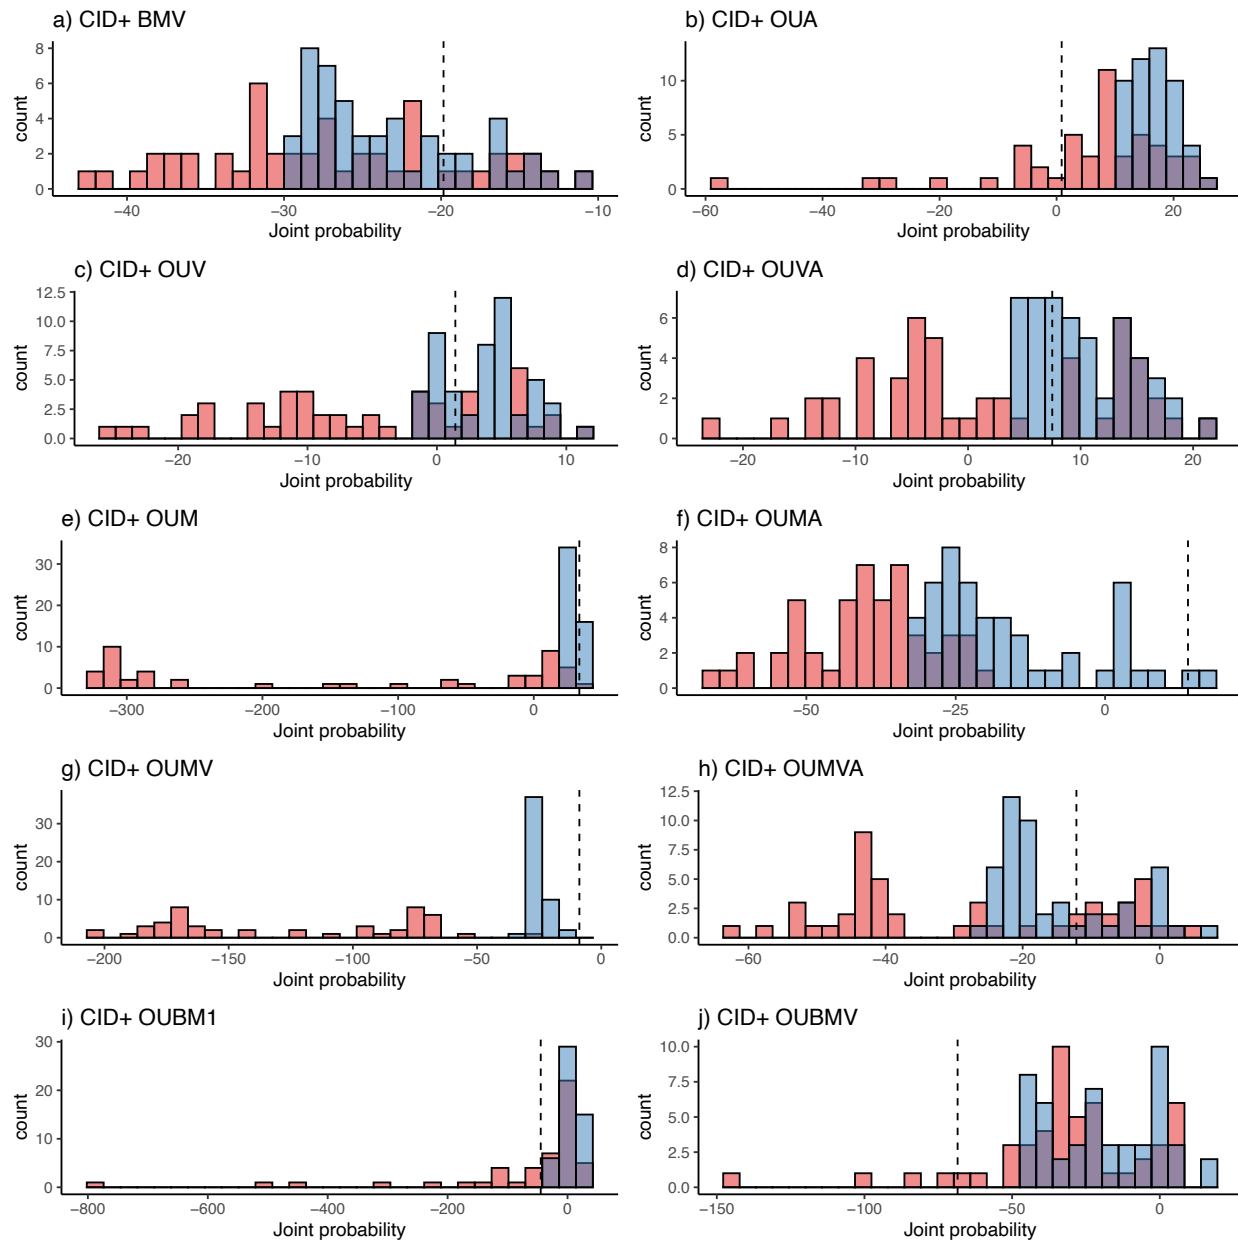 a) CID+ BMV
8
6
4
2
0
count
−40 −30 −20 −10
Joint probability
b) CID+ OUA
10
5
0
count
−60 −40 −20 0 20
Joint probability
c) CID+ OUV
12.5
10.0
7.5
5.0
2.5
0.0
count
−20 −10 0 10
Joint probability
d) CID+ OUVA
6
4
2
0
count
−20 −10 0 10 20
Joint probability
e) CID+ OUM
30
20
10
0
count
−300 −200 −100 0
Joint probability
f) CID+ OUMA
8
6
4
2
0
count
−50 −25 0
Joint probability
g) CID+ OUMV
30
20
10
0
count
−200 −150 −100 −50 0
Joint probability
h) CID+ OUMVA
12.5
10.0
7.5
5.0
2.5
0.0
count
−60 −40 −20 0
Joint probability
i) CID+ OUBM1
30
20
10
0
count
−800 −600 −400 −200 0
Joint probability
j) CID+ OUBMV
10.0
7.5
5.0
2.5
0.0
count
−150 −100 −50 0
Joint probability